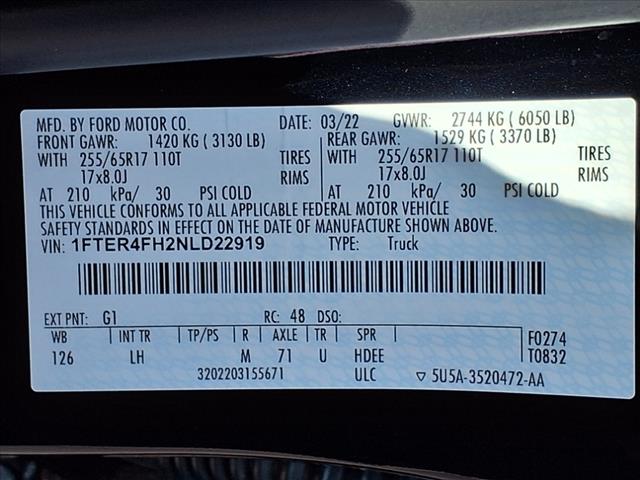 MFD. BY FORD MOTOR CO. DATE: 03/22 GVWR: 2744 KG ( 6050 LB)
FRONT GAWR: 1420 KG ( 3130 LB) REAR GAWR: 1529 KG ( 3370 LB)
WITH 255/65R17 110T TIRES WITH 255/65R17 110T TIRES
17x8.0J RIMS 17x8.0J RIMS
AT 210 kPa/ 30 PSI COLD AT 210 kPa/ 30 PSI COLD
THIS VEHICLE CONFORMS TO ALL APPLICABLE FEDERAL MOTOR VEHICLE
SAFETY STANDARDS IN EFFECT ON THE DATE OF MANUFACTURE SHOWN ABOVE.
VIN: 1FTER4FH2NLD22919 TYPE: Truck
EXT PNT: G1 RC: 48 DSO:
WB INT TR TP/PS R AXLE TR SPR F0274
126 LH M 71 U HDEE T0832
3202203155671 ULC ▽ 5U5A-3520472-AA